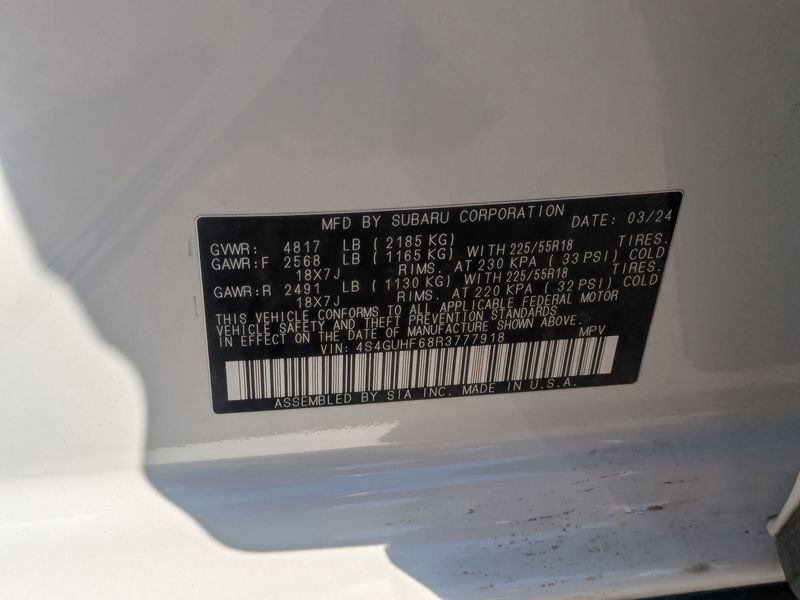 MFD BY SUBARU CORPORATION DATE: 03/24
GVWR: 4817 LB ( 2185 KG)
GAWR:F 2568 LB ( 1165 KG) WITH 225/55R18 TIRES.
18X7J RIMS. AT 230 KPA ( 33 PSI) COLD
GAWR:R 2491 LB ( 1130 KG) WITH 225/55R18 TIRES.
18X7J RIMS. AT 220 KPA ( 32 PSI) COLD
THIS VEHICLE CONFORMS TO ALL APPLICABLE FEDERAL MOTOR
VEHICLE SAFETY AND THEFT PREVENTION STANDARDS
IN EFFECT ON THE DATE OF MANUFACTURE SHOWN ABOVE.
VIN: 4S4GUHF68R3777918 MPV
ASSEMBLED BY SIA INC. MADE IN U.S.A.